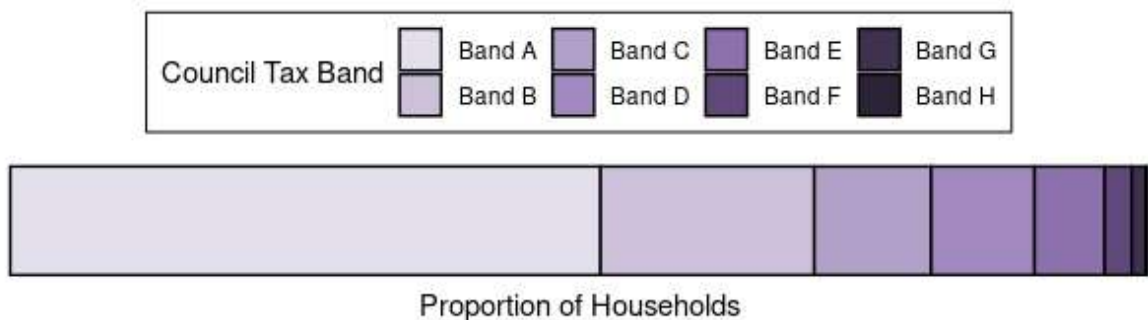 Council Tax Band
Band A
Band B
Band C
Band D
Band E
Band F
Band G
Band H
Proportion of Households